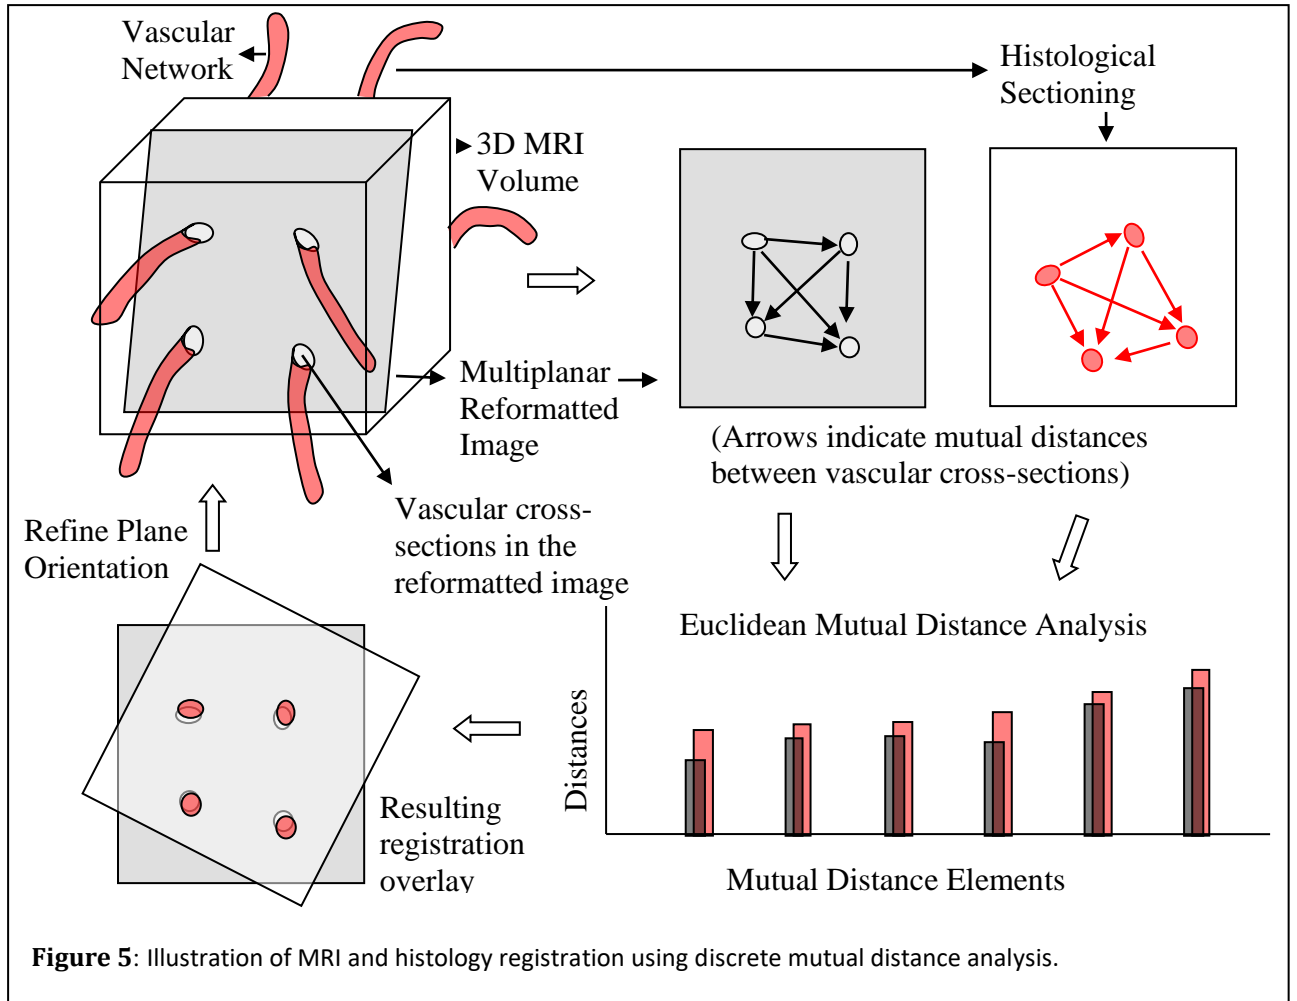 Vascular
Network
Histological
Sectioning
3D MRI
Volume
Multiplanar
Reformatted
Image
(Arrows indicate mutual distances
between vascular cross-sections)
Vascular cross-
sections in the
reformatted image
Refine Plane
Orientation
Euclidean Mutual Distance Analysis
Distances
Mutual Distance Elements
Resulting
registration
overlay
Figure 5: Illustration of MRI and histology registration using discrete mutual distance analysis.